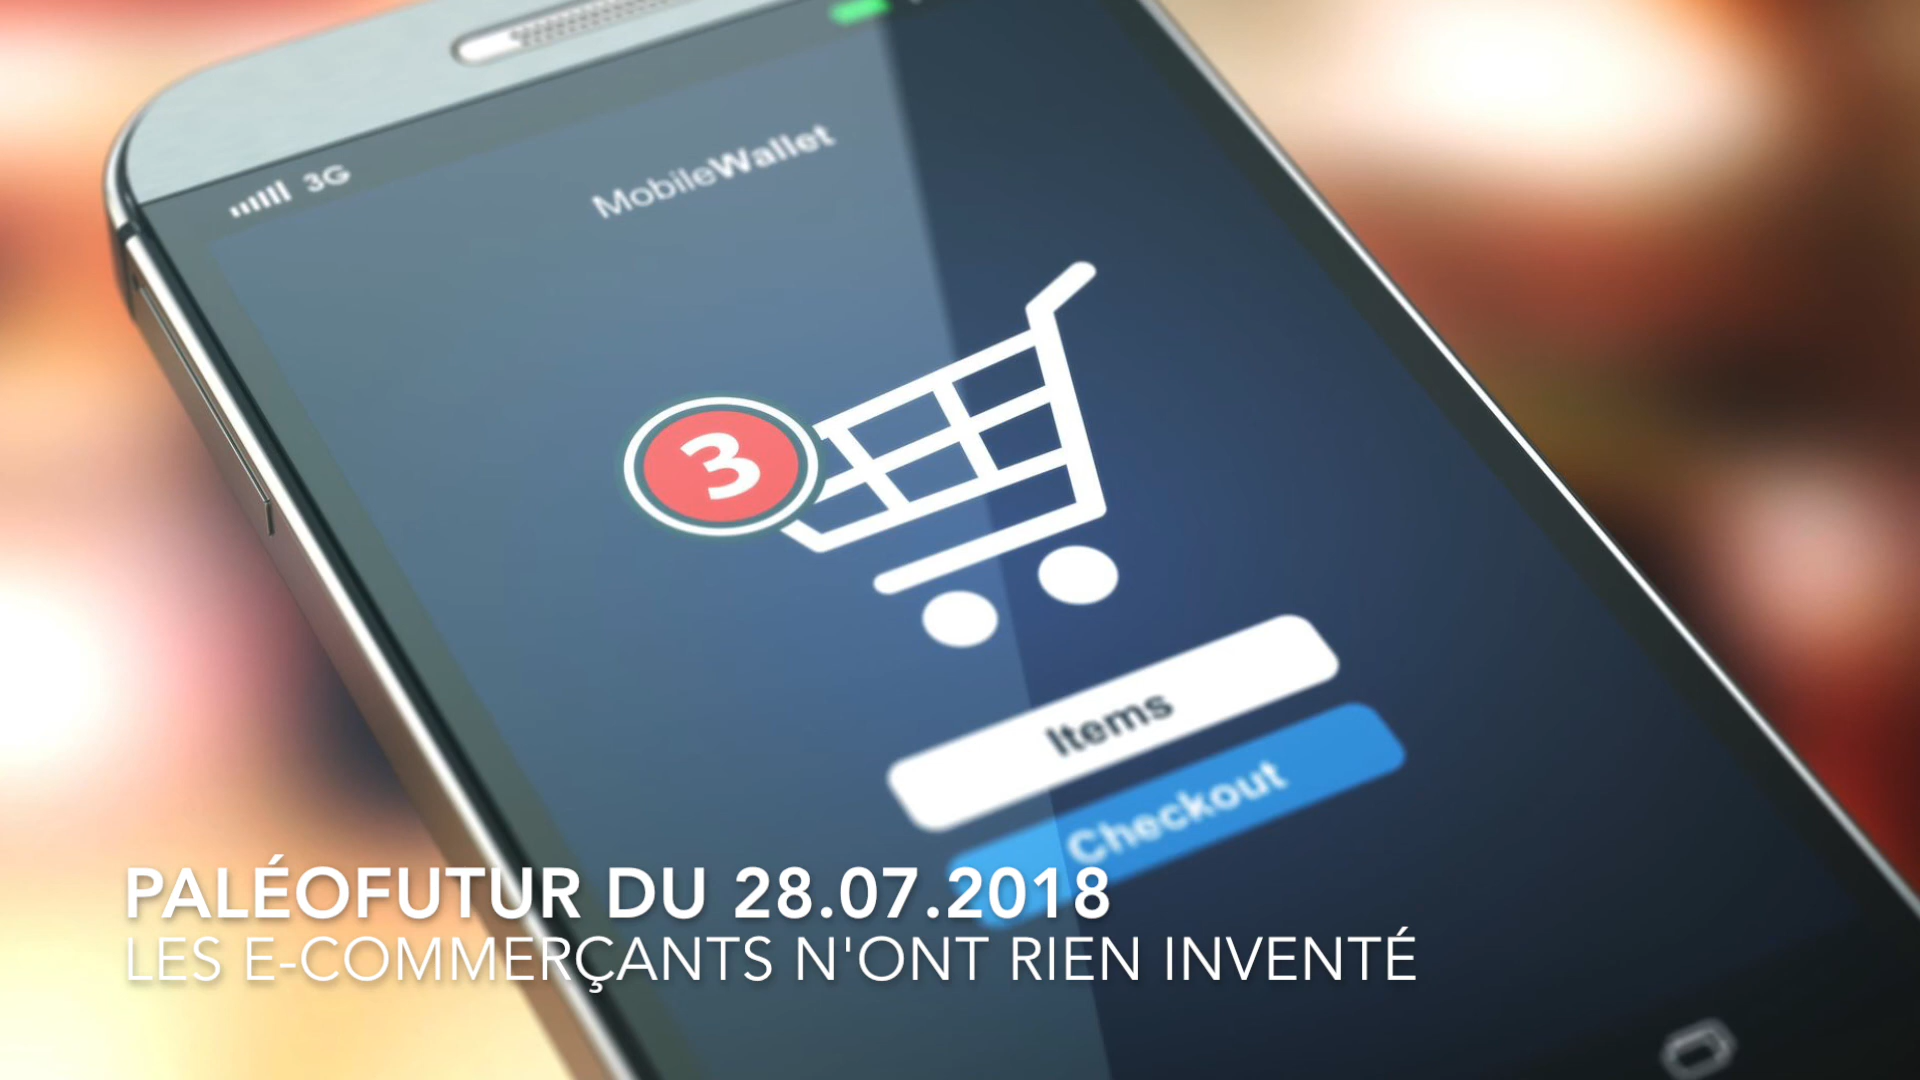 3G
MobileWallet
3
Items
Checkout
PALÉOFUTUR DU 28.07.2018
LES E-COMMERÇANTS N'ONT RIEN INVENTÉ